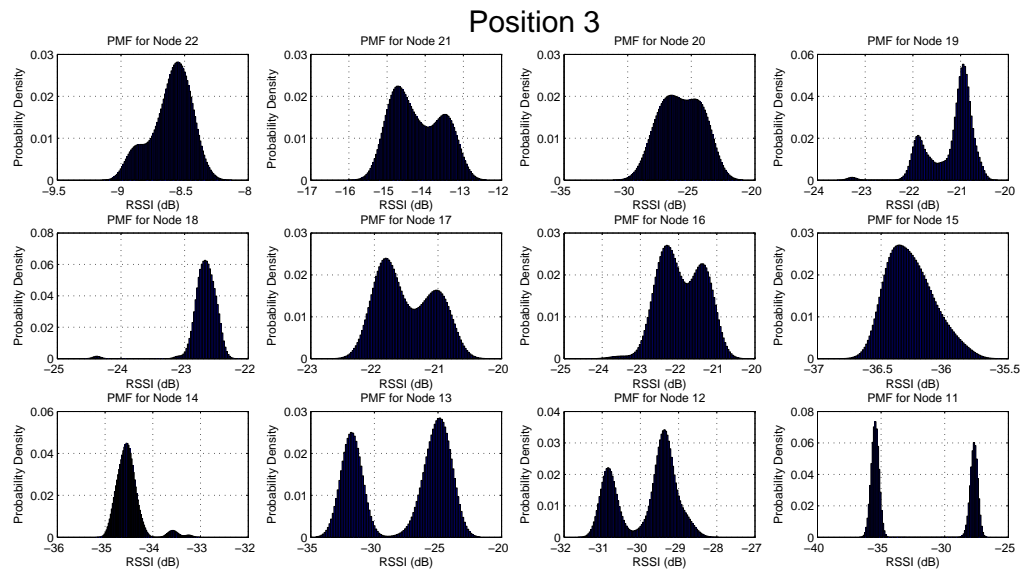 Position 3
PMF for Node 22
Probability Density
0.03
0.02
0.01
0
−9.5 −9 −8.5 −8
RSSI (dB)
PMF for Node 21
Probability Density
0.03
0.02
0.01
0
−17 −16 −15 −14 −13 −12
RSSI (dB)
PMF for Node 20
Probability Density
0.03
0.02
0.01
0
−35 −30 −25 −20
RSSI (dB)
PMF for Node 19
Probability Density
0.06
0.04
0.02
0
−24 −23 −22 −21 −20
RSSI (dB)
PMF for Node 18
Probability Density
0.08
0.06
0.04
0.02
0
−25 −24 −23 −22
RSSI (dB)
PMF for Node 17
Probability Density
0.03
0.02
0.01
0
−23 −22 −21 −20
RSSI (dB)
PMF for Node 16
Probability Density
0.03
0.02
0.01
0
−25 −24 −23 −22 −21 −20
RSSI (dB)
PMF for Node 15
Probability Density
0.03
0.02
0.01
0
−37 −36.5 −36 −35.5
RSSI (dB)
PMF for Node 14
Probability Density
0.06
0.04
0.02
0
−36 −35 −34 −33 −32
RSSI (dB)
PMF for Node 13
Probability Density
0.03
0.02
0.01
0
−35 −30 −25 −20
RSSI (dB)
PMF for Node 12
Probability Density
0.04
0.03
0.02
0.01
0
−32 −31 −30 −29 −28 −27
RSSI (dB)
PMF for Node 11
Probability Density
0.08
0.06
0.04
0.02
0
−40 −35 −30 −25
RSSI (dB)